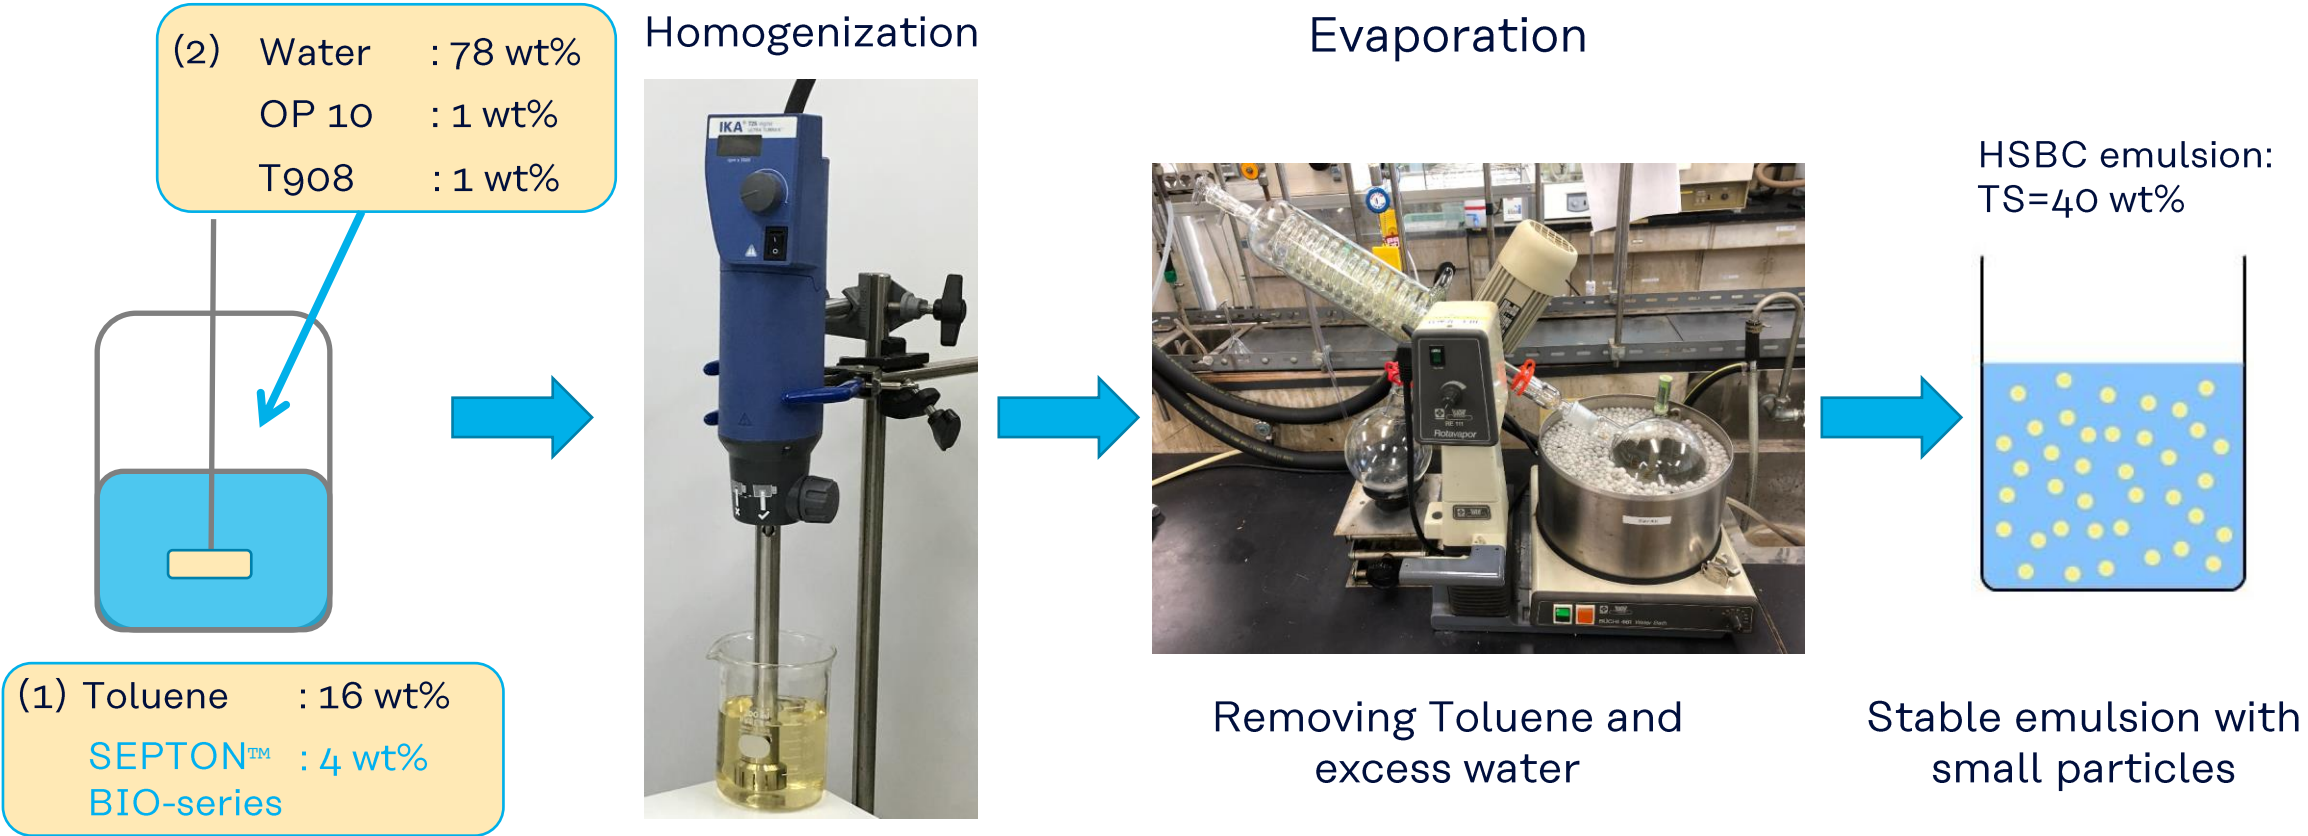 (2) Water : 78 wt%
OP 10 : 1 wt%
T908 : 1 wt%
(1) Toluene : 16 wt%
SEPTON™ : 4 wt%
BIO-series
Homogenization
IKA
Evaporation
RE 111
Rotavapor
Removing Toluene and
excess water
HSBC emulsion:
TS=40 wt%
Stable emulsion with
small particles